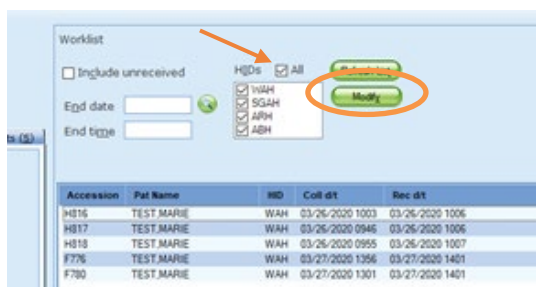 Worklist
Include unreceived
HIDs All
Modify
End date
End time
WAH
SGAH
ARH
ABH
ts (S)
Accession Pat Name HID Coll d/t Rec d/t
H816 TEST,MARIE WAH 03/26/2020 1003 03/26/2020 1006
H817 TEST,MARIE WAH 03/26/2020 0946 03/26/2020 1006
H818 TEST,MARIE WAH 03/26/2020 0955 03/26/2020 1007
F776 TEST,MARIE WAH 03/27/2020 1356 03/27/2020 1401
F780 TEST,MARIE WAH 03/27/2020 1301 03/27/2020 1401